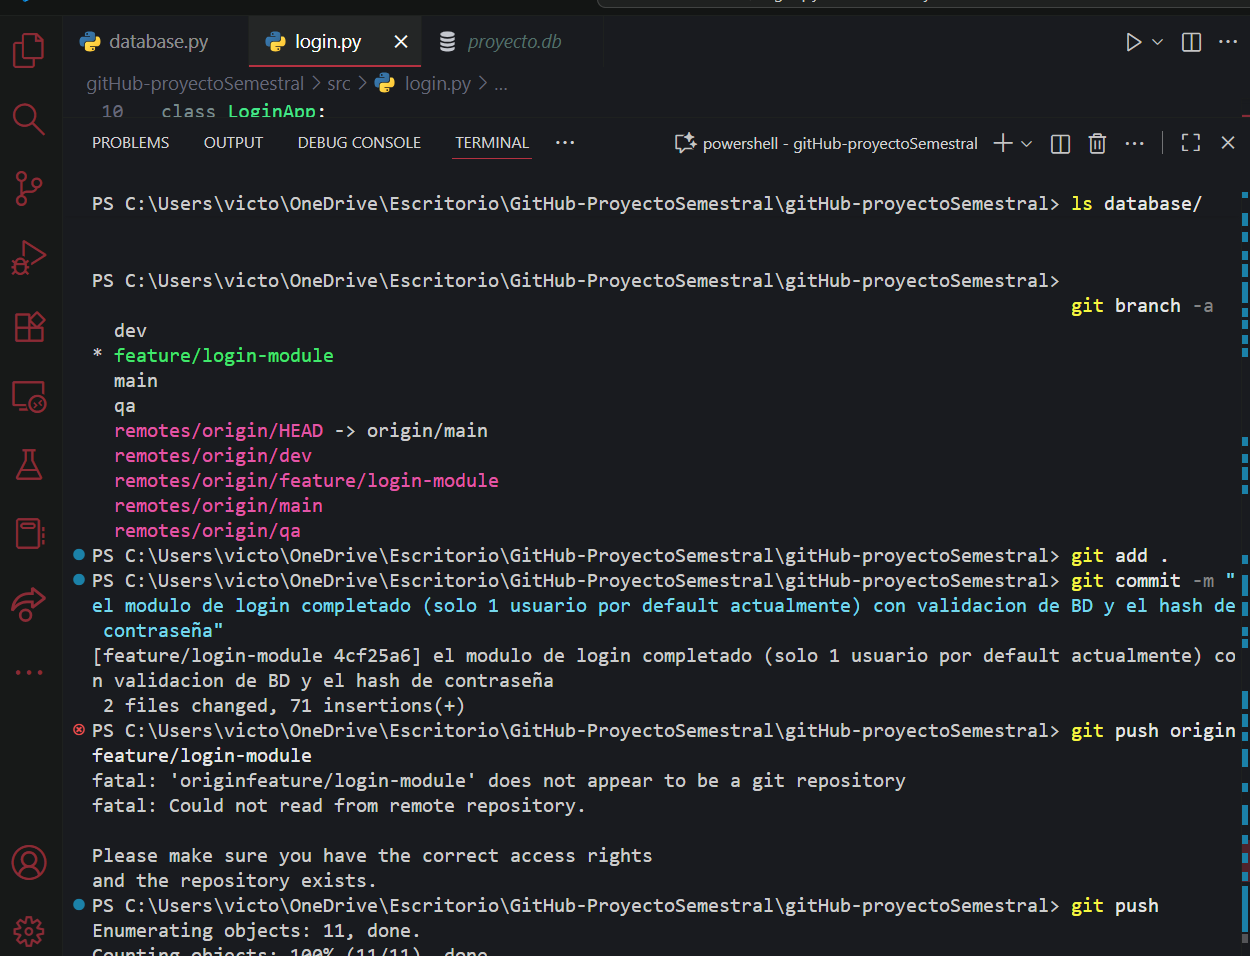 database.py login.py proyecto.db
gitHub-proyectoSemestral > src > login.py > ...
10 class LoginApp:
PROBLEMS OUTPUT DEBUG CONSOLE TERMINAL ... powershell - gitHub-proyectoSemestral
PS C:\Users\victo\OneDrive\Escritorio\GitHub-ProyectoSemestral\gitHub-proyectoSemestral> ls database/
PS C:\Users\victo\OneDrive\Escritorio\GitHub-ProyectoSemestral\gitHub-proyectoSemestral>
git branch -a
dev
* feature/login-module
main
qa
remotes/origin/HEAD -> origin/main
remotes/origin/dev
remotes/origin/feature/login-module
remotes/origin/main
remotes/origin/qa
PS C:\Users\victo\OneDrive\Escritorio\GitHub-ProyectoSemestral\gitHub-proyectoSemestral> git add .
PS C:\Users\victo\OneDrive\Escritorio\GitHub-ProyectoSemestral\gitHub-proyectoSemestral> git commit -m "
el modulo de login completado (solo 1 usuario por default actualmente) con validacion de BD y el hash de
contraseña"
[feature/login-module 4cf25a6] el modulo de login completado (solo 1 usuario por default actualmente) co
n validacion de BD y el hash de contraseña
2 files changed, 71 insertions(+)
PS C:\Users\victo\OneDrive\Escritorio\GitHub-ProyectoSemestral\gitHub-proyectoSemestral> git push origin
feature/login-module
fatal: 'originfeature/login-module' does not appear to be a git repository
fatal: Could not read from remote repository.
Please make sure you have the correct access rights
and the repository exists.
PS C:\Users\victo\OneDrive\Escritorio\GitHub-ProyectoSemestral\gitHub-proyectoSemestral> git push
Enumerating objects: 11, done.
Counting objects: 100% (11/11), done.